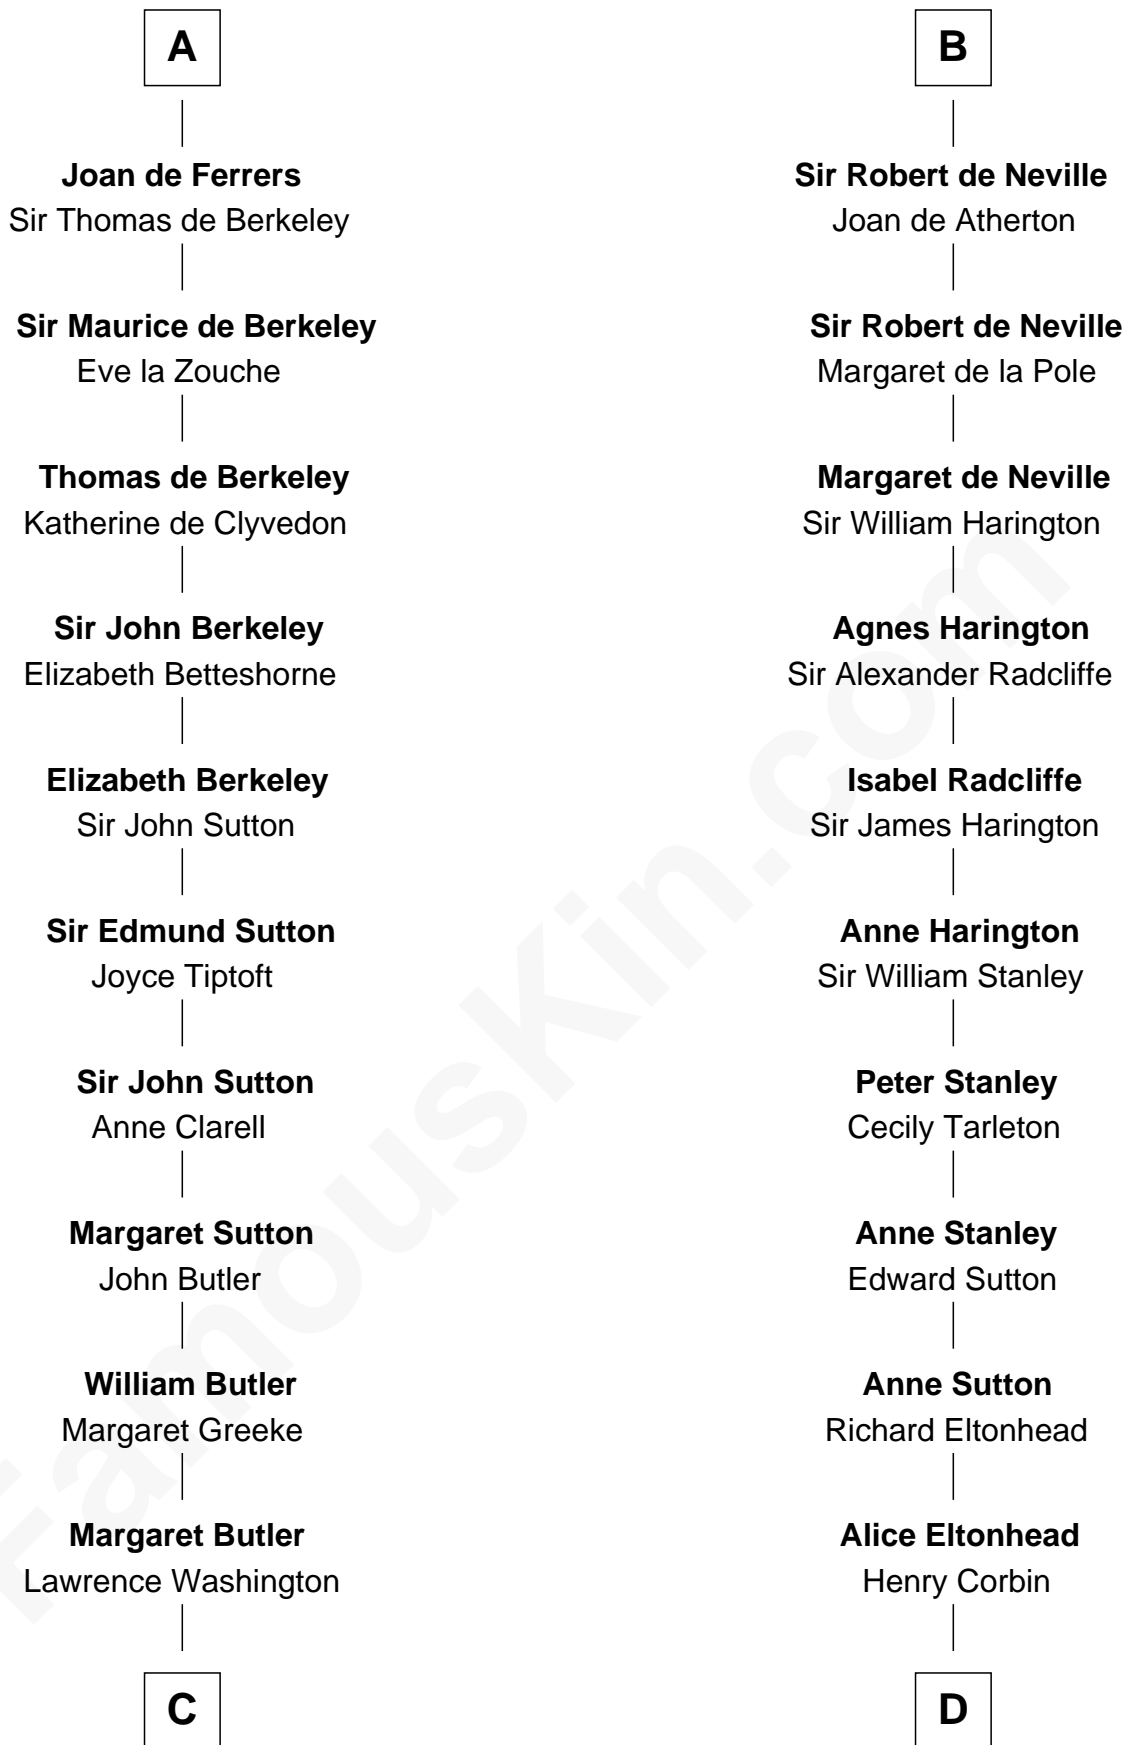 A
Joan de Ferrers
Sir Thomas de Berkeley
Sir Maurice de Berkeley
Eve la Zouche
Thomas de Berkeley
Katherine de Clyvedon
Sir John Berkeley
Elizabeth Betteshorne
Elizabeth Berkeley
Sir John Sutton
Sir Edmund Sutton
Joyce Tiptoft
Sir John Sutton
Anne Clarell
Margaret Sutton
John Butler
William Butler
Margaret Greeke
Margaret Butler
Lawrence Washington
C
B
Sir Robert de Neville
Joan de Atherton
Sir Robert de Neville
Margaret de la Pole
Margaret de Neville
Sir William Harington
Agnes Harington
Sir Alexander Radcliffe
Isabel Radcliffe
Sir James Harington
Anne Harington
Sir William Stanley
Peter Stanley
Cecily Tarleton
Anne Stanley
Edward Sutton
Anne Sutton
Richard Eltonhead
Alice Eltonhead
Henry Corbin
D
FamousKin.com